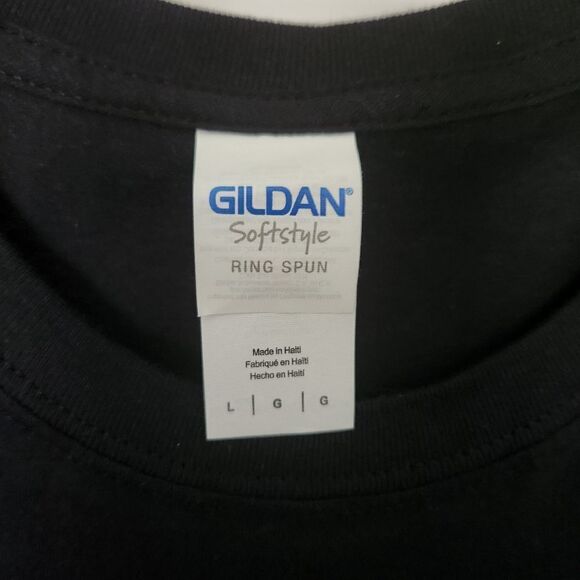 GILDAN®
Softstyle
RING SPUN
Made in Haiti
Fabriqué en Haïti
Hecho en Haití
L | G | G